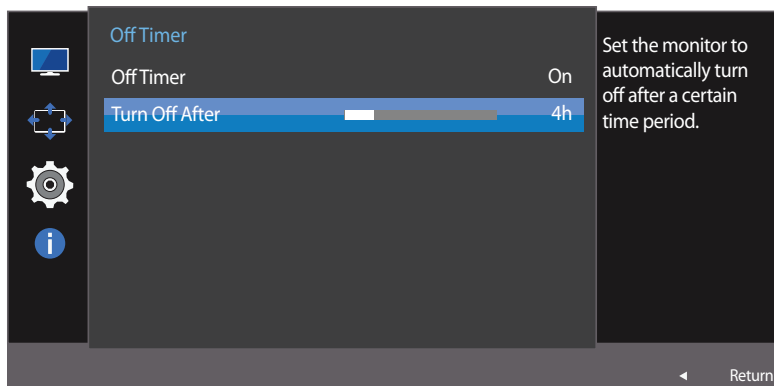 Off Timer
Off Timer On
Turn Off After 4h
Set the monitor to
automatically turn
off after a certain
time period.
Return